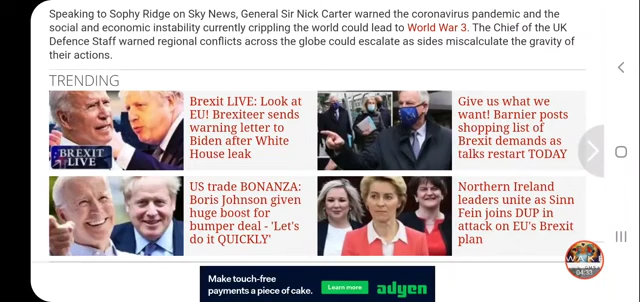 Speaking to Sophy Ridge on Sky News, General Sir Nick Carter warned the coronavirus pandemic and the
social and economic instability currently crippling the world could lead to World War 3. The Chief of the UK
Defence Staff warned regional conflicts across the globe could escalate as sides miscalculate the gravity of
their actions.
TRENDING
BREXIT
LIVE
Brexit LIVE: Look at
EU! Brexiteer sends
warning letter to
Biden after White
House leak
Give us what we
want! Barnier posts
shopping list of
Brexit demands as
talks restart TODAY
US trade BONANZA:
Boris Johnson given
huge boost for
bumper deal - 'Let's
do it QUICKLY'
Northern Ireland
leaders unite as Sinn
Fein joins DUP in
attack on EU's Brexit
plan
04:33
Make touch-free
payments a piece of cake.
Learn more
adyen